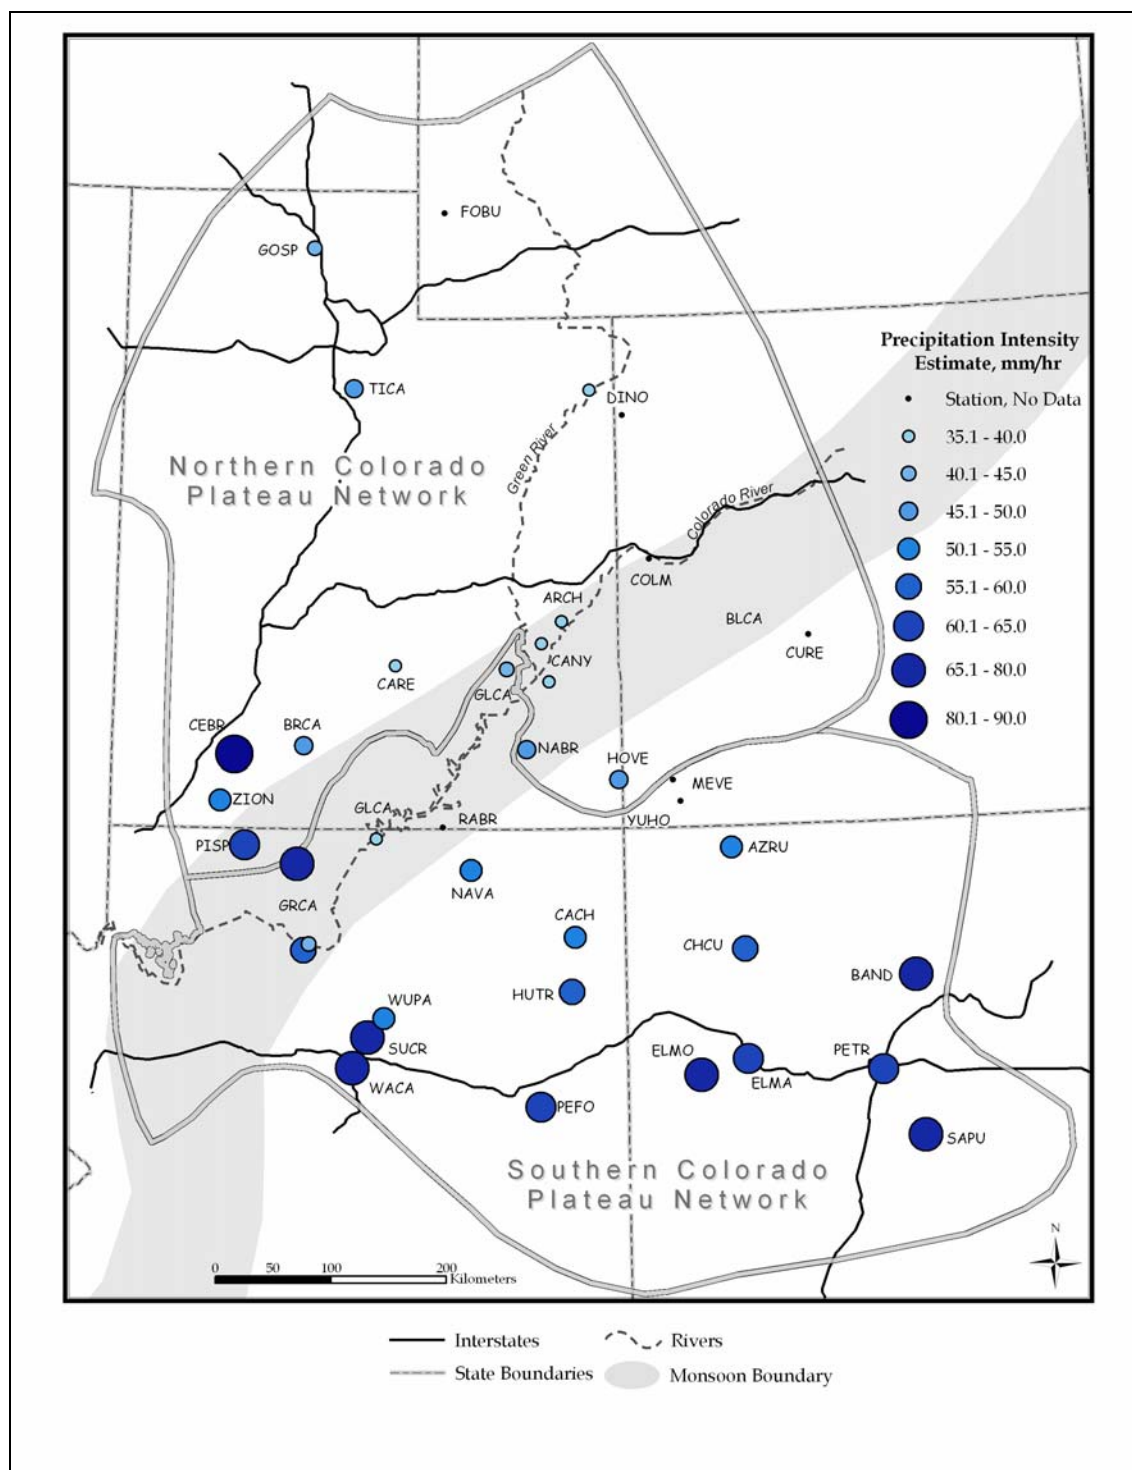 FOBU
GOSP
Precipitation Intensity
Estimate, mm/hr
Station, No Data
35.1 - 40.0
40.1 - 45.0
45.1 - 50.0
50.1 - 55.0
55.1 - 60.0
60.1 - 65.0
65.1 - 80.0
80.1 - 90.0
TICA
DINO
Green River
Northern Colorado
Plateau Network
Colorado River
COLM
ARCH
BLCA
CURE
CANY
CARE
GLCA
CEBR
BRCA
NABR
HOVE
MEVE
ZION
GLCA
RABR
YUHO
PISP
AZRU
NAVA
GRCA
CACH
CHCU
BAND
HUTR
WUPA
SUCR
ELMO
PETR
ELMA
WACA
PEFO
SAPU
Southern Colorado
Plateau Network
N
0 50 100 200
Kilometers
Interstates
Rivers
State Boundaries
Monsoon Boundary